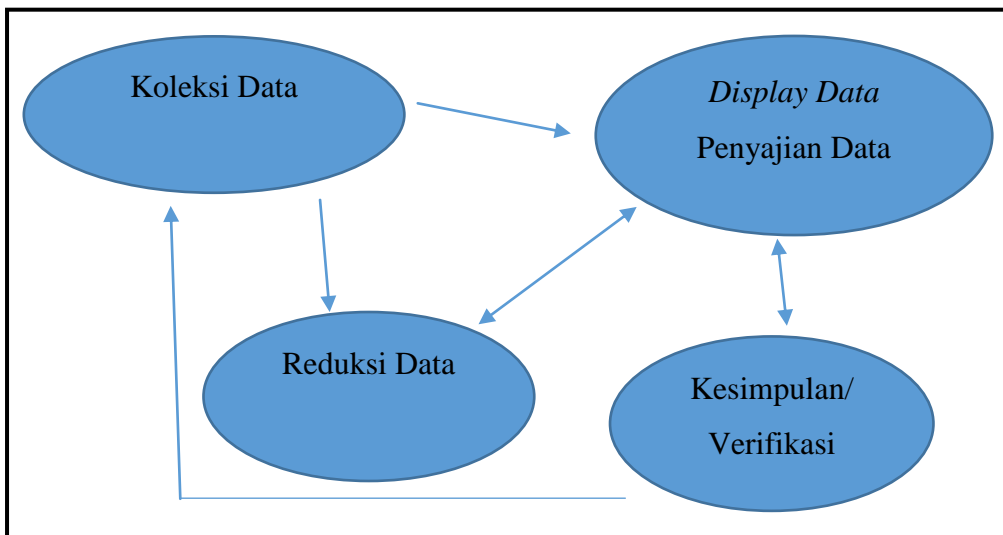 Koleksi Data
Display Data
Penyajian Data
Reduksi Data
Kesimpulan/
Verifikasi